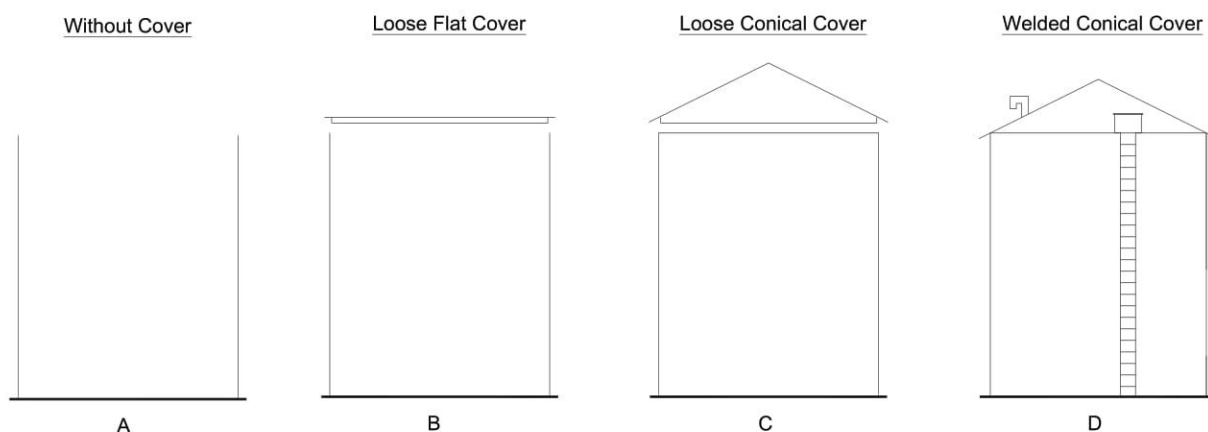 Without Cover
Loose Flat Cover
Loose Conical Cover
Welded Conical Cover
A
B
C
D